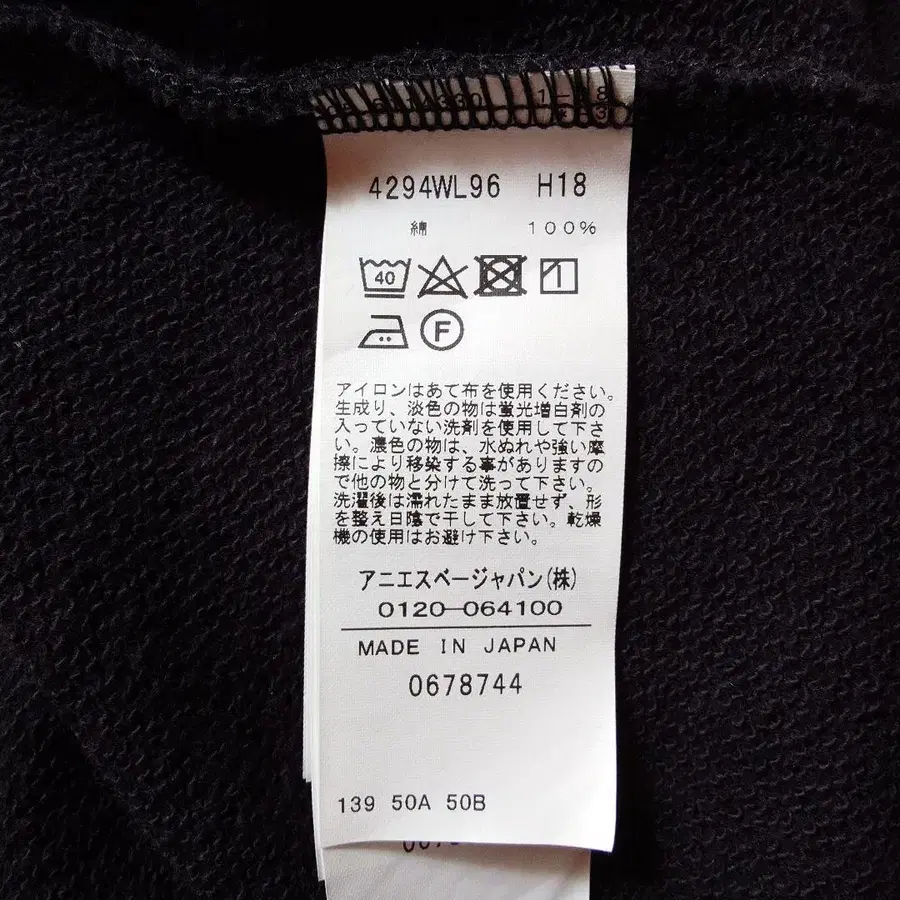 4294WL96 H18
綿 100%
40
1
F
アイロンはあて布を使用ください。
生成り、淡色の物は蛍光増白剤の
入っていない洗剤を使用して下さ
い。濃色の物は、水ぬれや強い摩
擦により移染する事がありますの
で他の物と分けて洗って下さい。
洗濯後は濡れたまま放置せず、形
を整え日陰で干して下さい。乾燥
機の使用はお避け下さい。
アニエスベージャパン(株)
0120-064100
MADE IN JAPAN
0678744
139 50A 50B